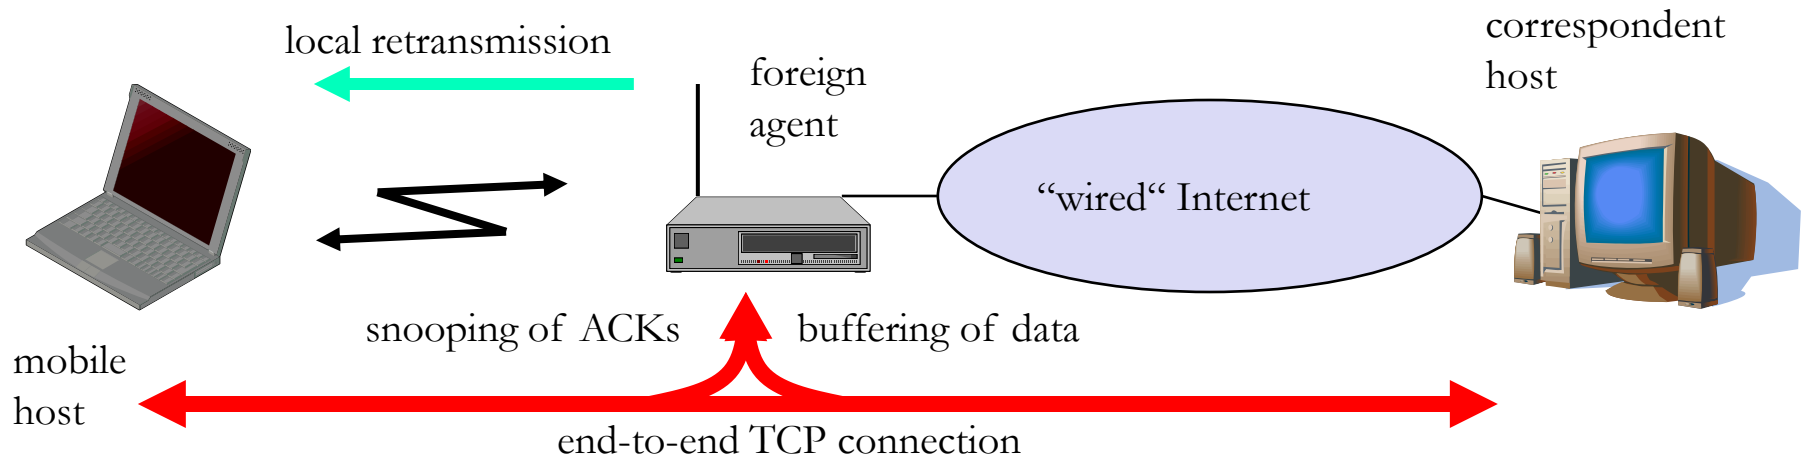 local retransmission
correspondent
host
foreign
agent
“wired“ Internet
snooping of ACKs
buffering of data
mobile
host
end-to-end TCP connection